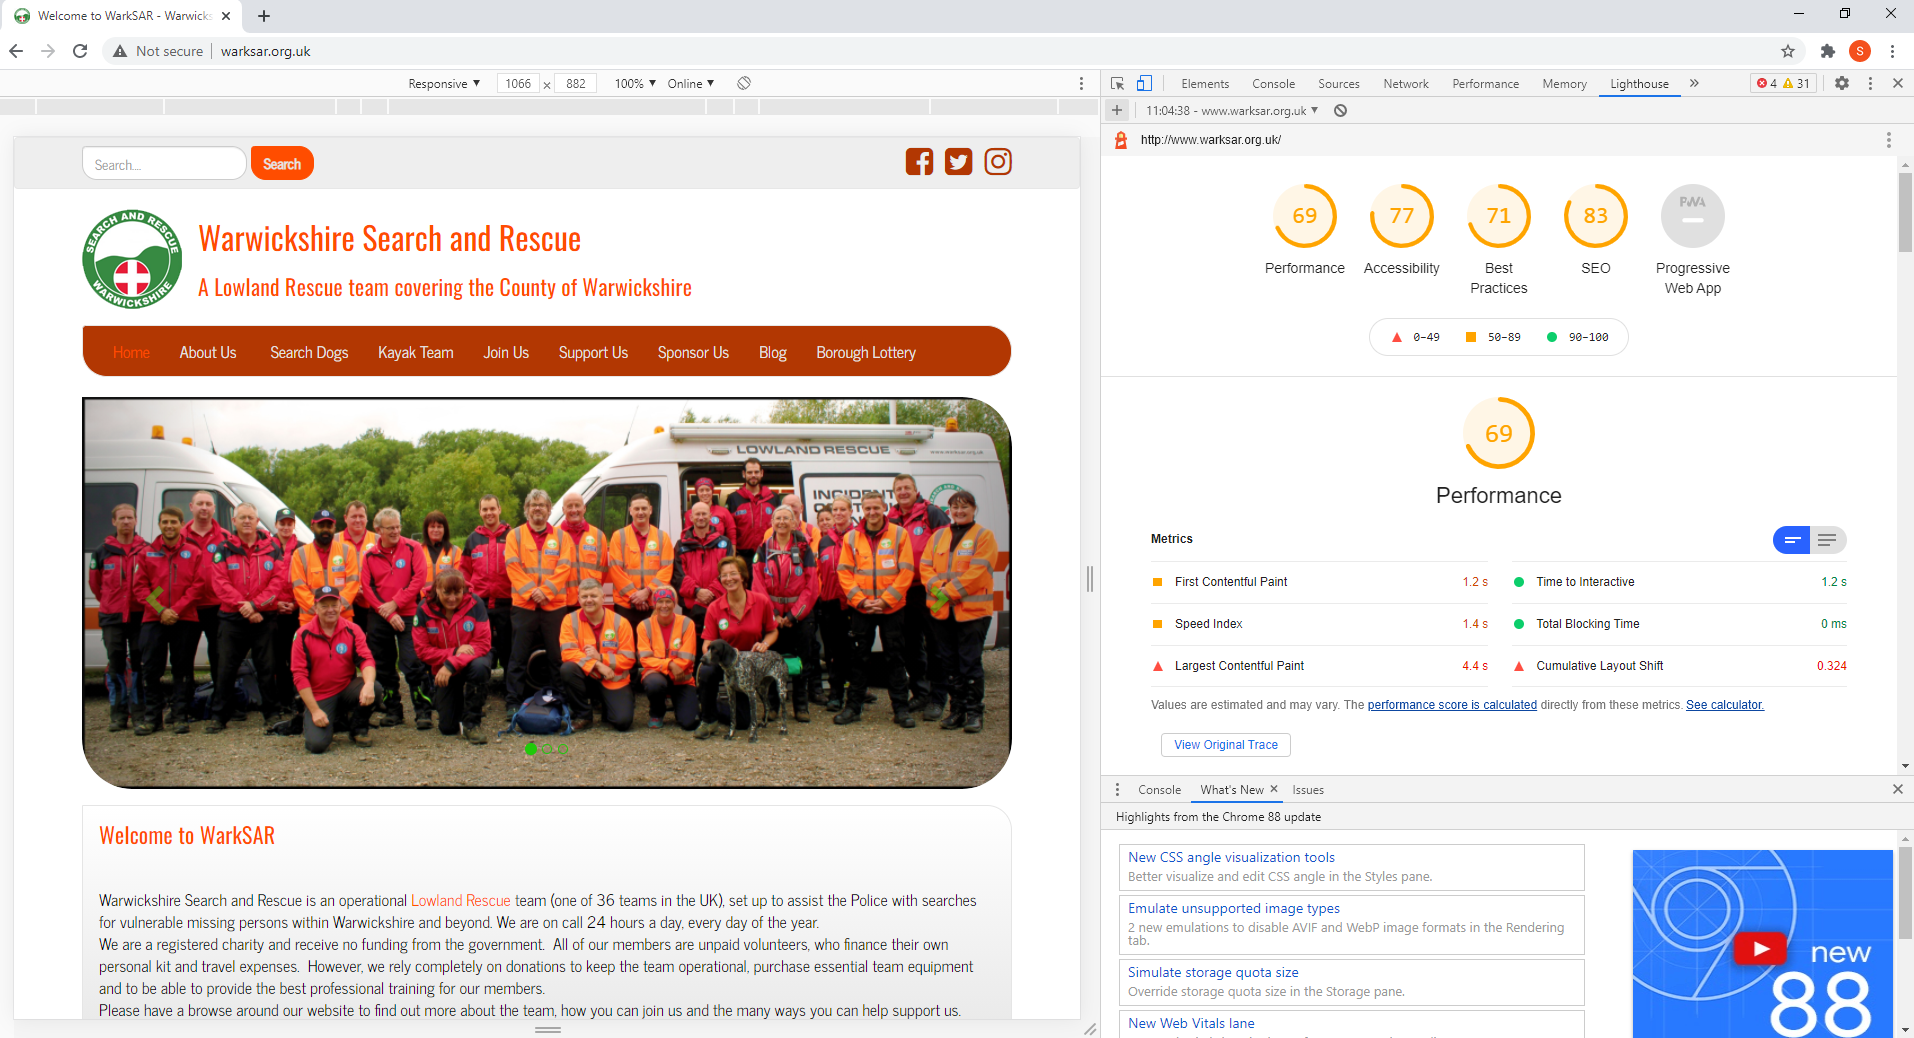 Welcome to WarkSAR - Warwicks
Not secure | warksar.org.uk
S
Responsive ▼ 1066 × 882 100% ▼ Online ▼
Search....
Search
SEARCH AND RESCUE
WARWICKSHIRE
Warwickshire Search and Rescue
A Lowland Rescue team covering the County of Warwickshire
Home About Us Search Dogs Kayak Team Join Us Support Us Sponsor Us Blog Borough Lottery
LOWLAND RESCUE
www.warksar.org.uk
INCIDENT
Welcome to WarkSAR
Warwickshire Search and Rescue is an operational Lowland Rescue team (one of 36 teams in the UK), set up to assist the Police with searches
for vulnerable missing persons within Warwickshire and beyond. We are on call 24 hours a day, every day of the year.
We are a registered charity and receive no funding from the government. All of our members are unpaid volunteers, who finance their own
personal kit and travel expenses. However, we rely completely on donations to keep the team operational, purchase essential team equipment
and to be able to provide the best professional training for our members.
Please have a browse around our website to find out more about the team, how you can join us and the many ways you can help support us.
Elements Console Sources Network Performance Memory Lighthouse » 4 31
11:04:38 - www.warksar.org.uk ▼
http://www.warksar.org.uk/
69 77 71 83 PWA
Performance Accessibility Best Practices SEO Progressive Web App
0–49 50–89 90–100
69
Performance
Metrics
First Contentful Paint 1.2 s
Time to Interactive 1.2 s
Speed Index 1.4 s
Total Blocking Time 0 ms
Largest Contentful Paint 4.4 s
Cumulative Layout Shift 0.324
Values are estimated and may vary. The performance score is calculated directly from these metrics. See calculator.
View Original Trace
Console What's New × Issues
Highlights from the Chrome 88 update
New CSS angle visualization tools
Better visualize and edit CSS angle in the Styles pane.
Emulate unsupported image types
2 new emulations to disable AVIF and WebP image formats in the Rendering
tab.
Simulate storage quota size
Override storage quota size in the Storage pane.
New Web Vitals lane
new
88